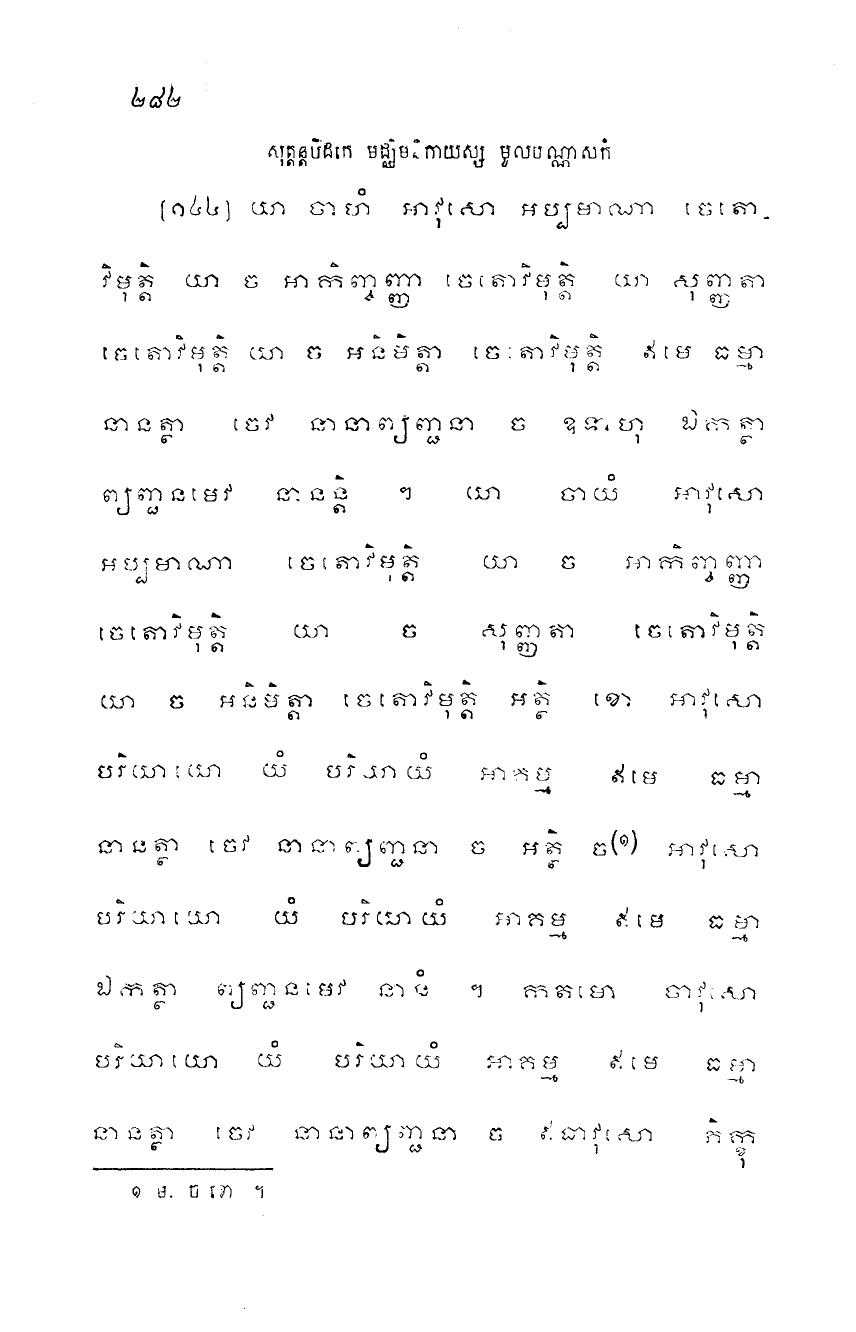 ២៨២
សុត្តន្តបិដកេ មជ្ឈិមនិកាយស្ស មូលបណ្ណាសកំ
[១៤៤] យា ចាហំ អាវុសោ អប្បមាណា ចេតោ-
វិមុត្តិ យា ច អាកិញ្ចញ្ញា ចេតោវិមុត្តិ យា សុញ្ញតា
ចេតោវិមុត្តិ យា ច អនិមិត្តា ចេតោវិមុត្តិ ឥមេ ធម្មា
នានត្ថា ចេវ នានាព្យញ្ជនា ច ឧទាហុ ឯកត្ថា
ព្យញ្ជនមេវ នានន្តិ ។ យា ចាយំ អាវុសោ
អប្បមាណា ចេតោវិមុត្តិ យា ច អាកិញ្ចញ្ញា
ចេតោវិមុត្តិ យា ច សុញ្ញតា ចេតោវិមុត្តិ
យា ច អនិមិត្តា ចេតោវិមុត្តិ អត្ថិ ខោ អាវុសោ
បរិយាយោ យំ បរិយាយំ អាគម្ម ឥមេ ធម្មា
នានត្ថា ចេវ នានាព្យញ្ជនា ច អត្ថិ ច(១) អាវុសោ
បរិយាយោ យំ បរិយាយំ អាគម្ម ឥមេ ធម្មា
ឯកត្ថា ព្យញ្ជនមេវ នានំ ។ កតមោ ចាវុសោ
បរិយាយោ យំ បរិយាយំ អាគម្ម ឥមេ ធម្មា
នានត្ថា ចេវ នានាព្យញ្ជនា ច ឥធាវុសោ ភិក្ខុ
១ ម. ច ខោ ។